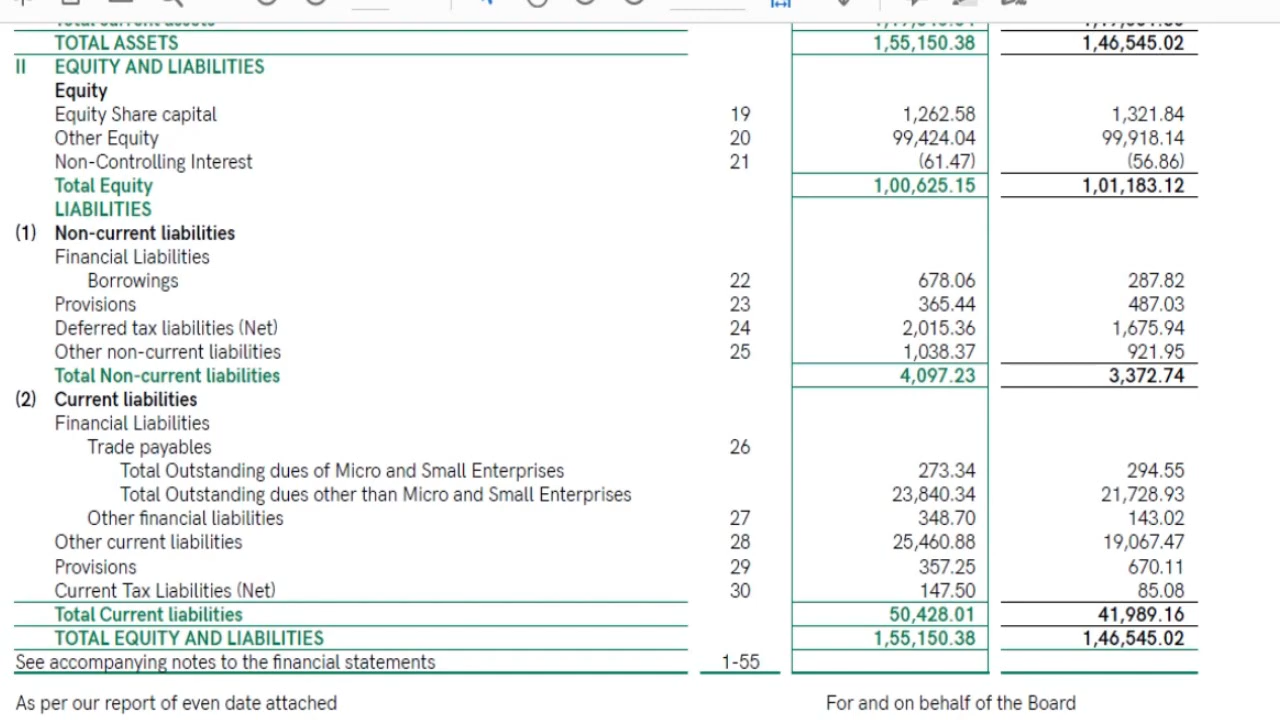 TOTAL ASSETS 1,55,150.38 1,46,545.02
II EQUITY AND LIABILITIES
Equity
Equity Share capital 19 1,262.58 1,321.84
Other Equity 20 99,424.04 99,918.14
Non-Controlling Interest 21 (61.47) (56.86)
Total Equity 1,00,625.15 1,01,183.12
LIABILITIES
(1) Non-current liabilities
Financial Liabilities
Borrowings 22 678.06 287.82
Provisions 23 365.44 487.03
Deferred tax liabilities (Net) 24 2,015.36 1,675.94
Other non-current liabilities 25 1,038.37 921.95
Total Non-current liabilities 4,097.23 3,372.74
(2) Current liabilities
Financial Liabilities
Trade payables 26
Total Outstanding dues of Micro and Small Enterprises 273.34 294.55
Total Outstanding dues other than Micro and Small Enterprises 23,840.34 21,728.93
Other financial liabilities 27 348.70 143.02
Other current liabilities 28 25,460.88 19,067.47
Provisions 29 357.25 670.11
Current Tax Liabilities (Net) 30 147.50 85.08
Total Current liabilities 50,428.01 41,989.16
TOTAL EQUITY AND LIABILITIES 1,55,150.38 1,46,545.02
See accompanying notes to the financial statements 1-55
As per our report of even date attached For and on behalf of the Board